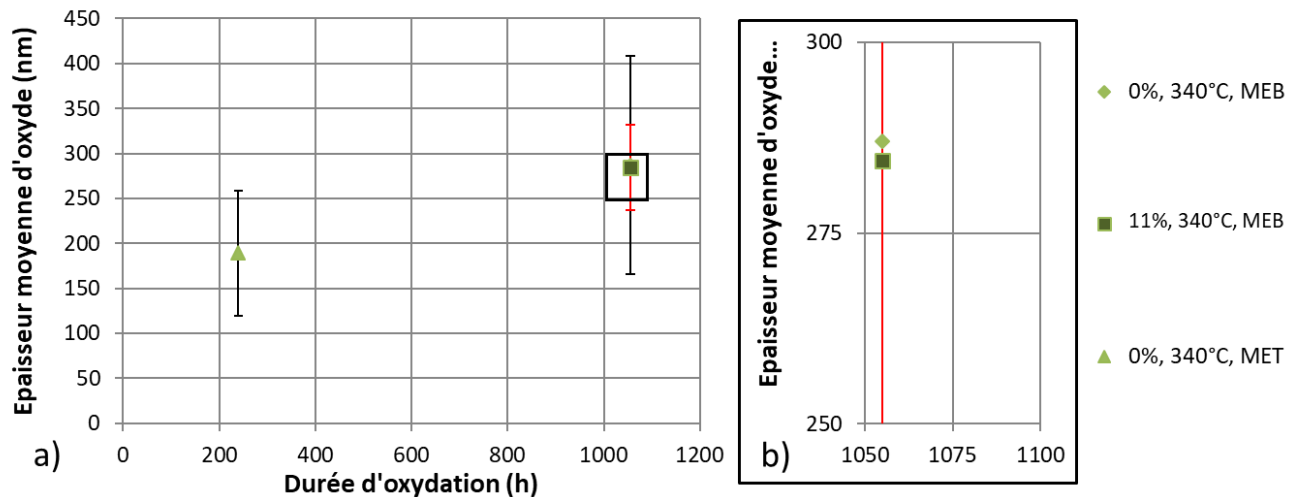 Epaisseur moyenne d'oxyde (nm)
450
400
350
300
250
200
150
100
50
0
0 200 400 600 800 1000 1200
Durée d'oxydation (h)
a)
Epaisseur moyenne d'oxyde...
300
275
250
1050 1075 1100
b)
0%, 340°C, MEB
11%, 340°C, MEB
0%, 340°C, MET